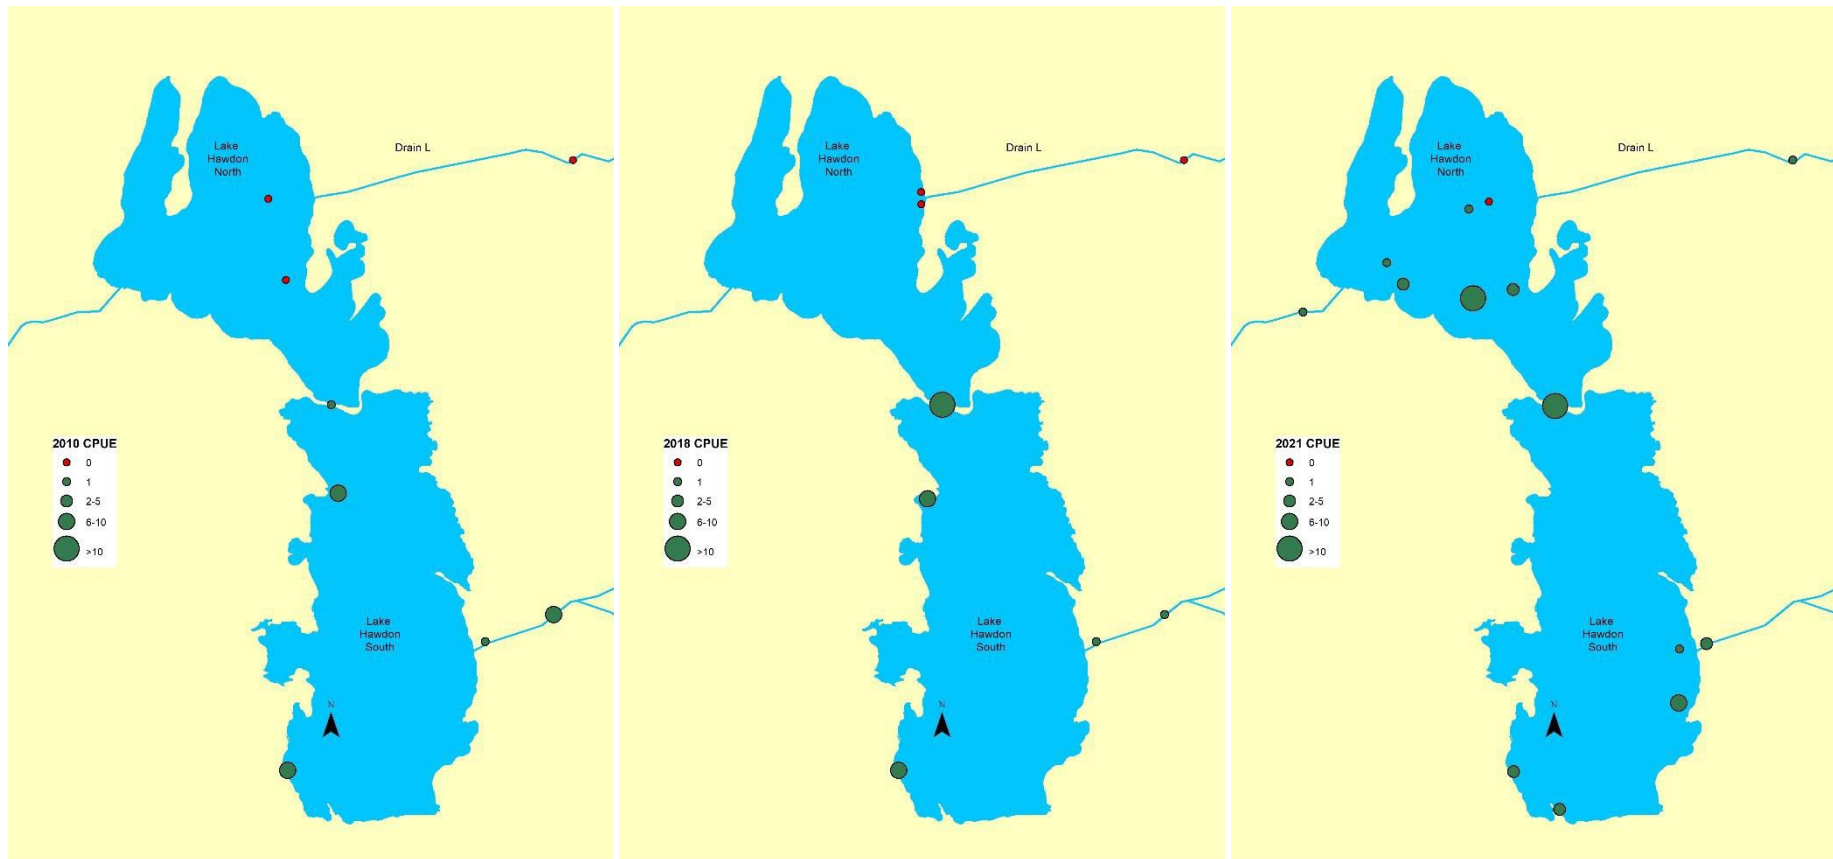 Lake
Hawdon
North
Drain L
2010 CPUE
0
1
2-5
6-10
>10
Lake
Hawdon
South
N
Lake
Hawdon
North
Drain L
2018 CPUE
0
1
2-5
6-10
>10
Lake
Hawdon
South
N
Lake
Hawdon
North
Drain L
2021 CPUE
0
1
2-5
6-10
>10
Lake
Hawdon
South
N